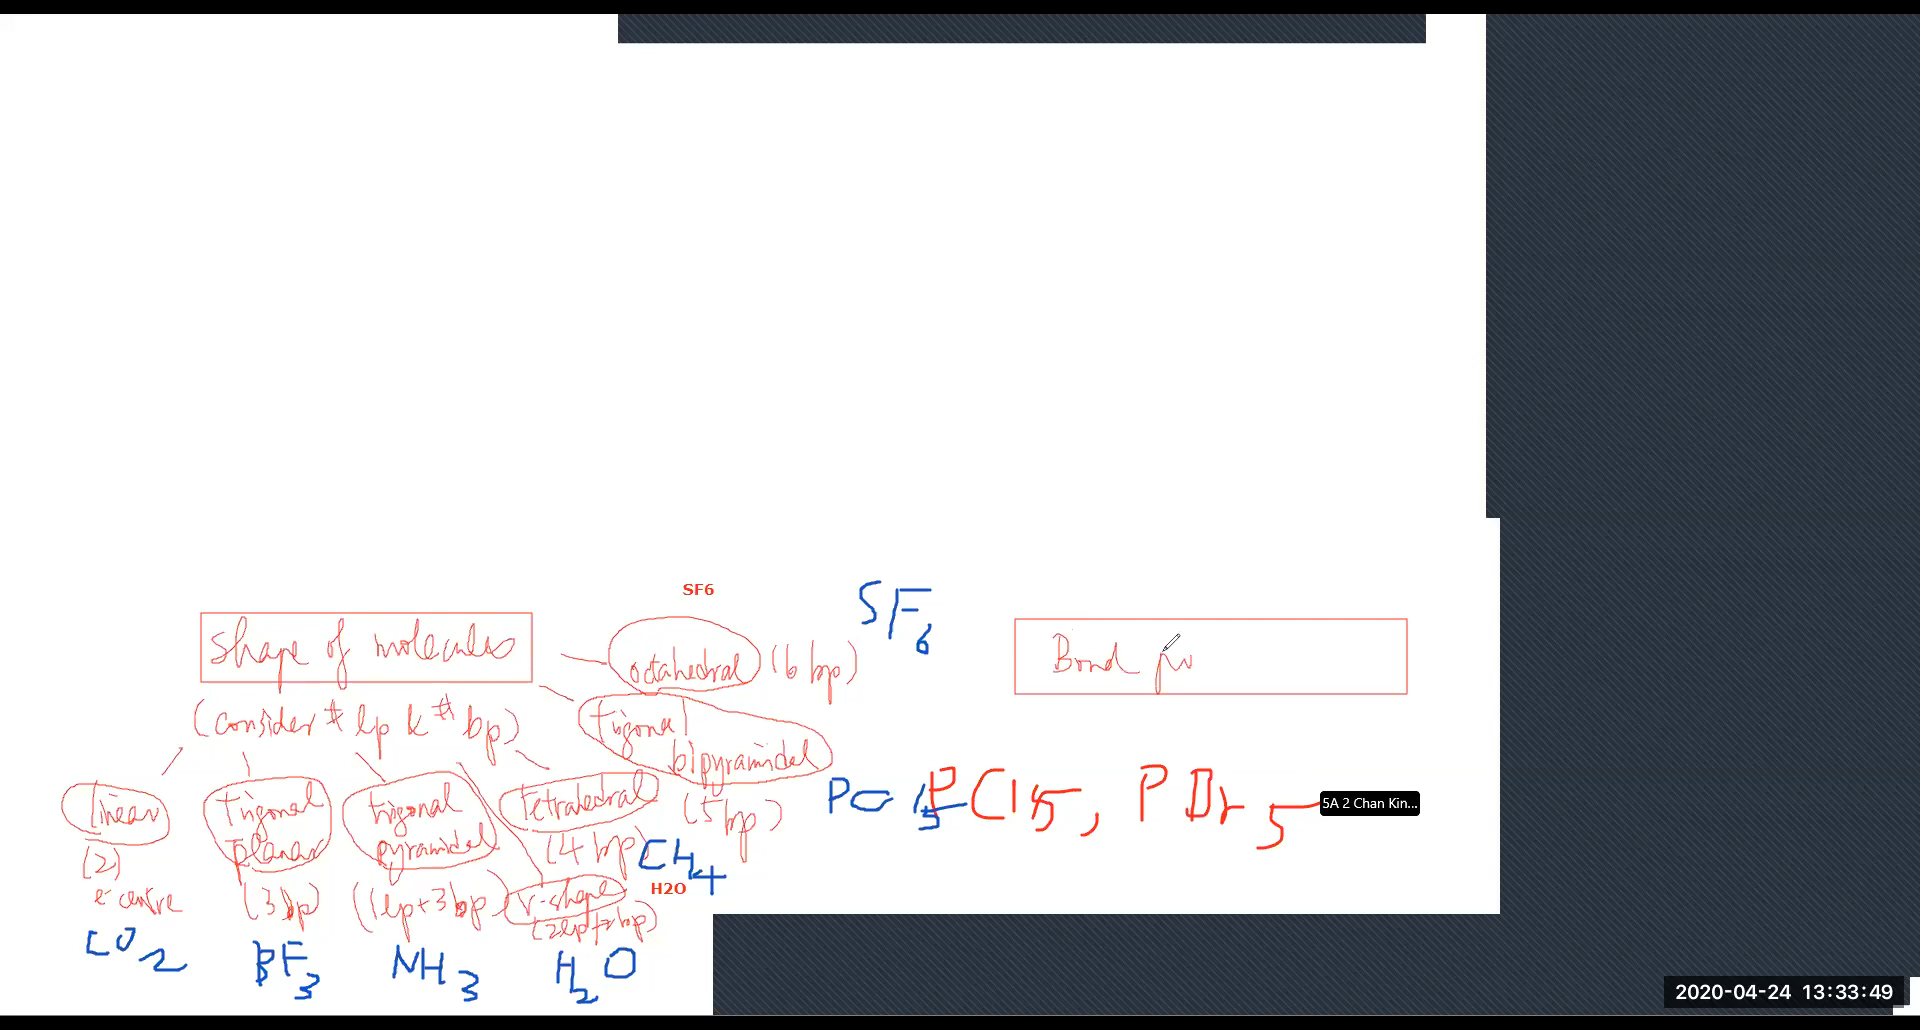 SF6
SF6
shape of molecules
octahedral (6 bp)
Bond
(consider # lp & # bp)
trigonal
bipyramidal
(5 bp)
PCl5, PBr5
5A 2 Chan Kin...
linear
(2)
e⁻ centre
CO2
trigonal
planar
(3 bp)
BF3
trigonal
pyramidal
(1 lp + 3 bp)
NH3
tetrahedral
(4 bp)
CH4
H2O
v-shape
(2lp + 2bp)
H2O
2020-04-24 13:33:49